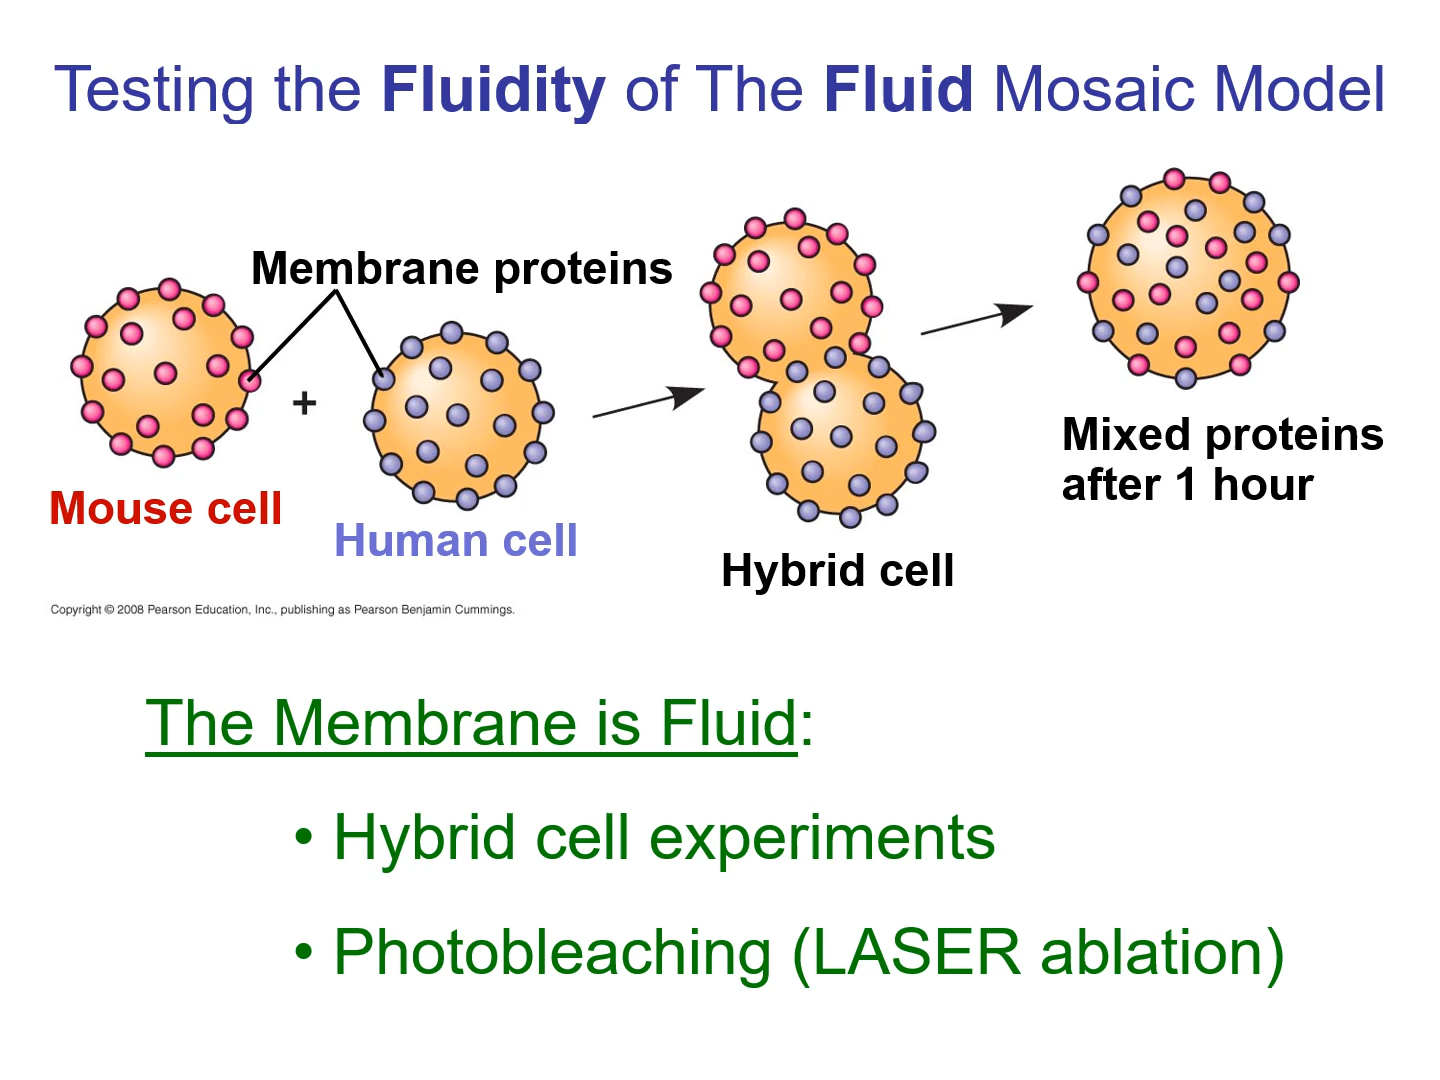 Testing the Fluidity of The Fluid Mosaic Model
Membrane proteins
+
Mouse cell
Human cell
Hybrid cell
Mixed proteins
after 1 hour
Copyright © 2008 Pearson Education, Inc., publishing as Pearson Benjamin Cummings.
The Membrane is Fluid:
• Hybrid cell experiments
• Photobleaching (LASER ablation)